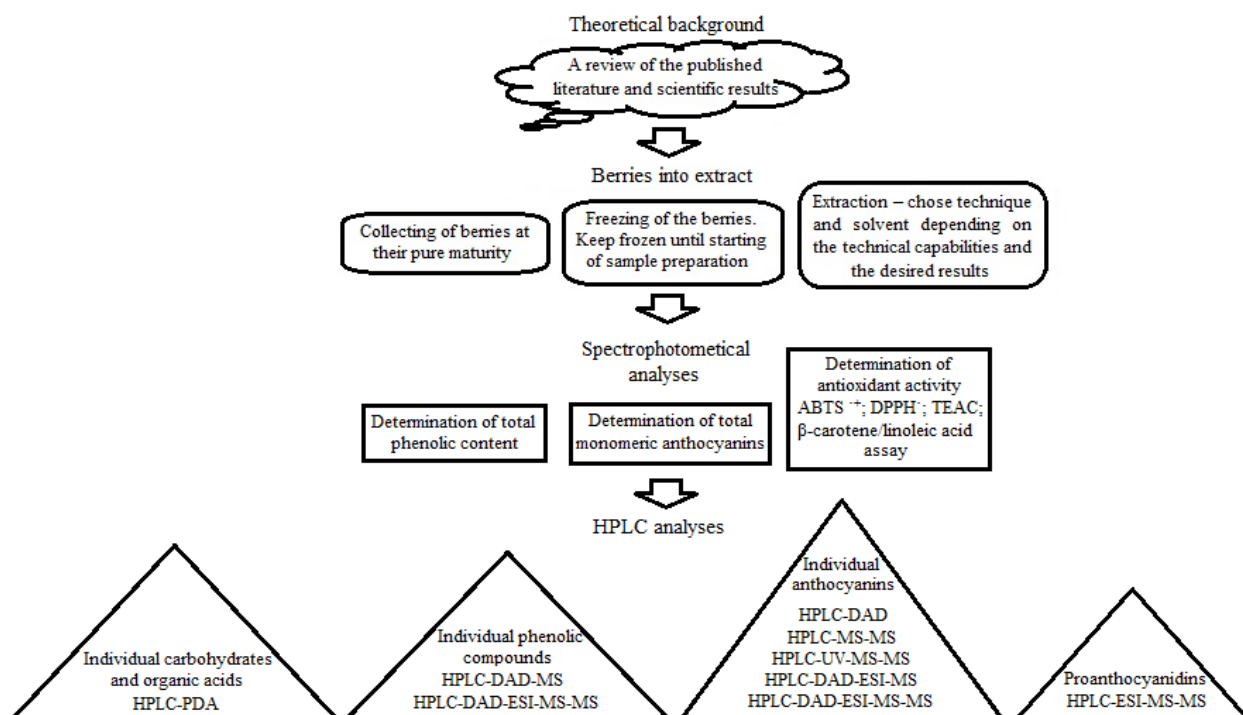 Theoretical background
A review of the published
literature and scientific results
Berries into extract
Collecting of berries at
their pure maturity
Freezing of the berries.
Keep frozen until starting
of sample preparation
Extraction – chose technique
and solvent depending on
the technical capabilities and
the desired results
Spectrophotometical
analyses
Determination of total
phenolic content
Determination of total
monomeric anthocyanins
Determination of
antioxidant activity
ABTS ·+; DPPH·; TEAC;
β-carotene/linoleic acid
assay
HPLC analyses
Individual carbohydrates
and organic acids
HPLC-PDA
Individual phenolic
compounds
HPLC-DAD-MS
HPLC-DAD-ESI-MS-MS
Individual
anthocyanins
HPLC-DAD
HPLC-MS-MS
HPLC-UV-MS-MS
HPLC-DAD-ESI-MS
HPLC-DAD-ESI-MS-MS
Proanthocyanidins
HPLC-ESI-MS-MS